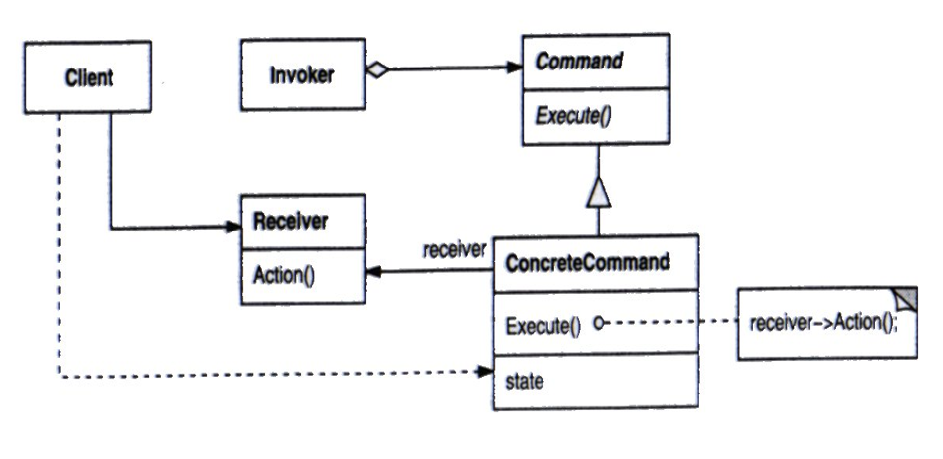 Client
Invoker
Command
Execute()
Receiver
Action()
receiver
ConcreteCommand
Execute()
receiver->Action();
state